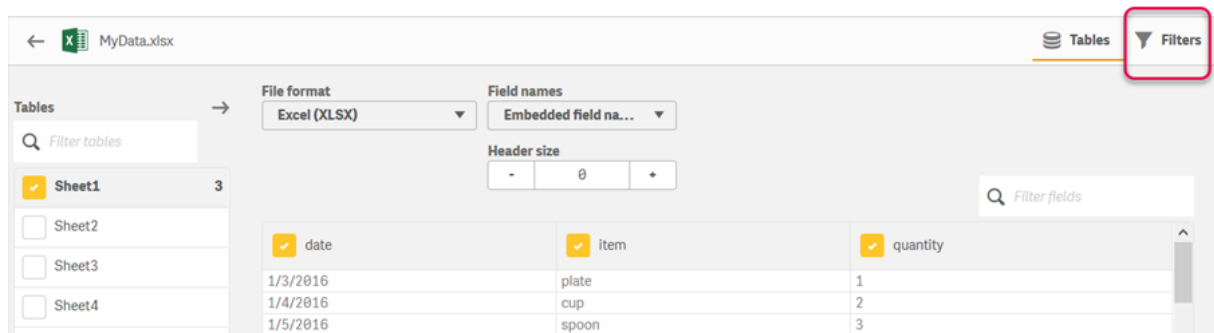 MyData.xlsx
Tables
Filters
Tables
Filter tables
Sheet1 3
Sheet2
Sheet3
Sheet4
File format
Excel (XLSX)
Field names
Embedded field na...
Header size
- 0 +
Filter fields
date item quantity
1/3/2016 plate 1
1/4/2016 cup 2
1/5/2016 spoon 3